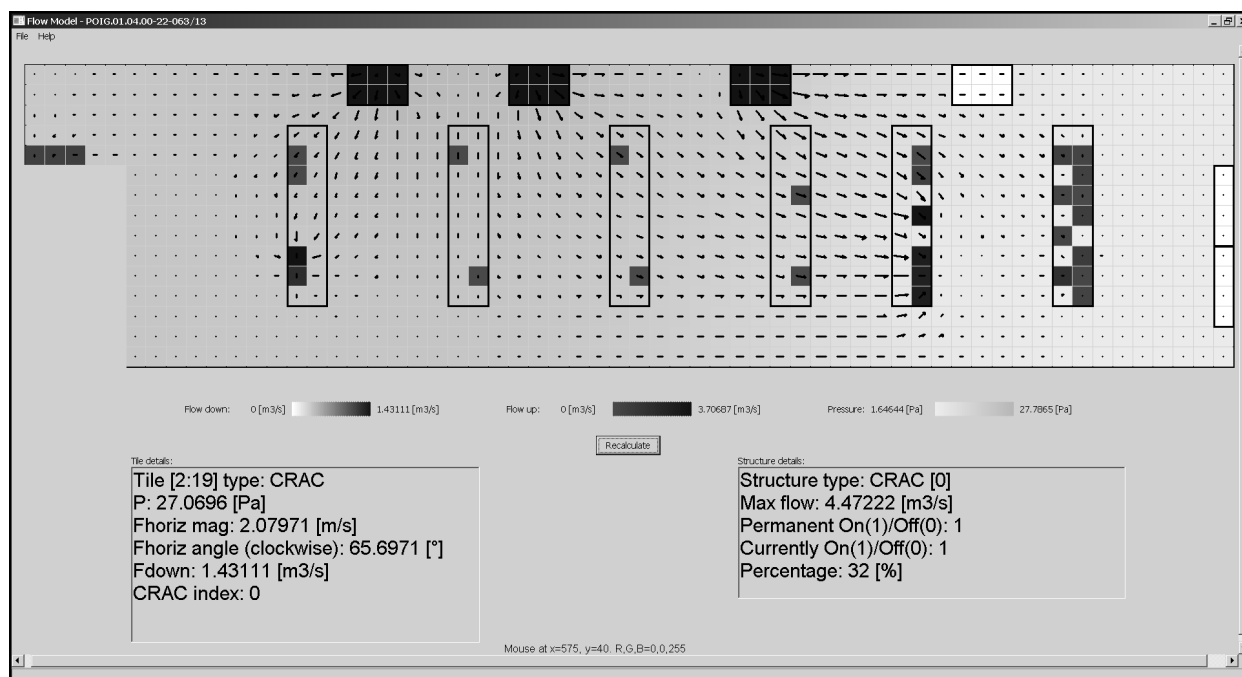 Flow Model - POIG.01.04.00-22-063/13
File Help
Flow down: 0 [m3/s] 1.43111 [m3/s] Flow up: 0 [m3/s] 3.70687 [m3/s] Pressure: 1.64644 [Pa] 27.7865 [Pa]
Recalculate
Tile details:
Tile [2:19] type: CRAC
P: 27.0696 [Pa]
Fhoriz mag: 2.07971 [m/s]
Fhoriz angle (clockwise): 65.6971 [°]
Fdown: 1.43111 [m3/s]
CRAC index: 0
Structure details:
Structure type: CRAC [0]
Max flow: 4.47222 [m3/s]
Permanent On(1)/Off(0): 1
Currently On(1)/Off(0): 1
Percentage: 32 [%]
Mouse at x=575, y=40. R,G,B=0,0,255